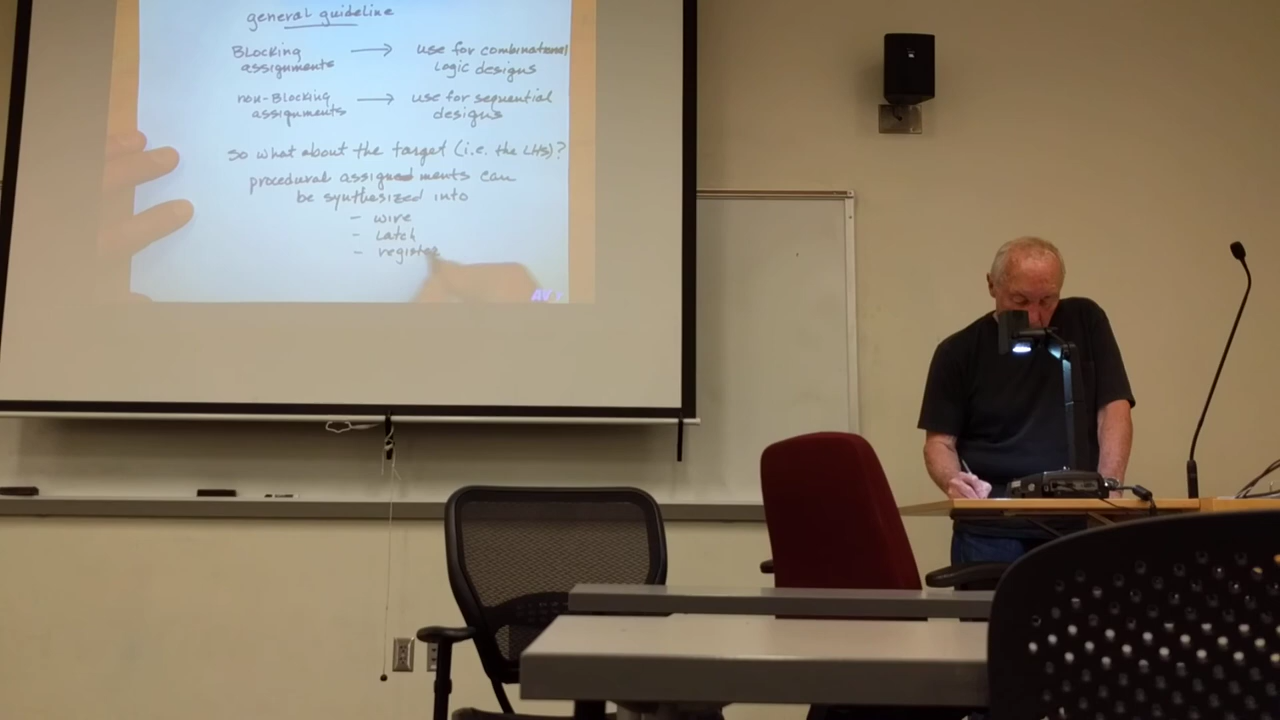 general guideline
Blocking → use for combinational
assignments logic designs
non-Blocking → use for sequential
assignments designs
so what about the target (i.e. the LHS)?
procedural assignments can
be synthesized into
- wire
- Latch
- register